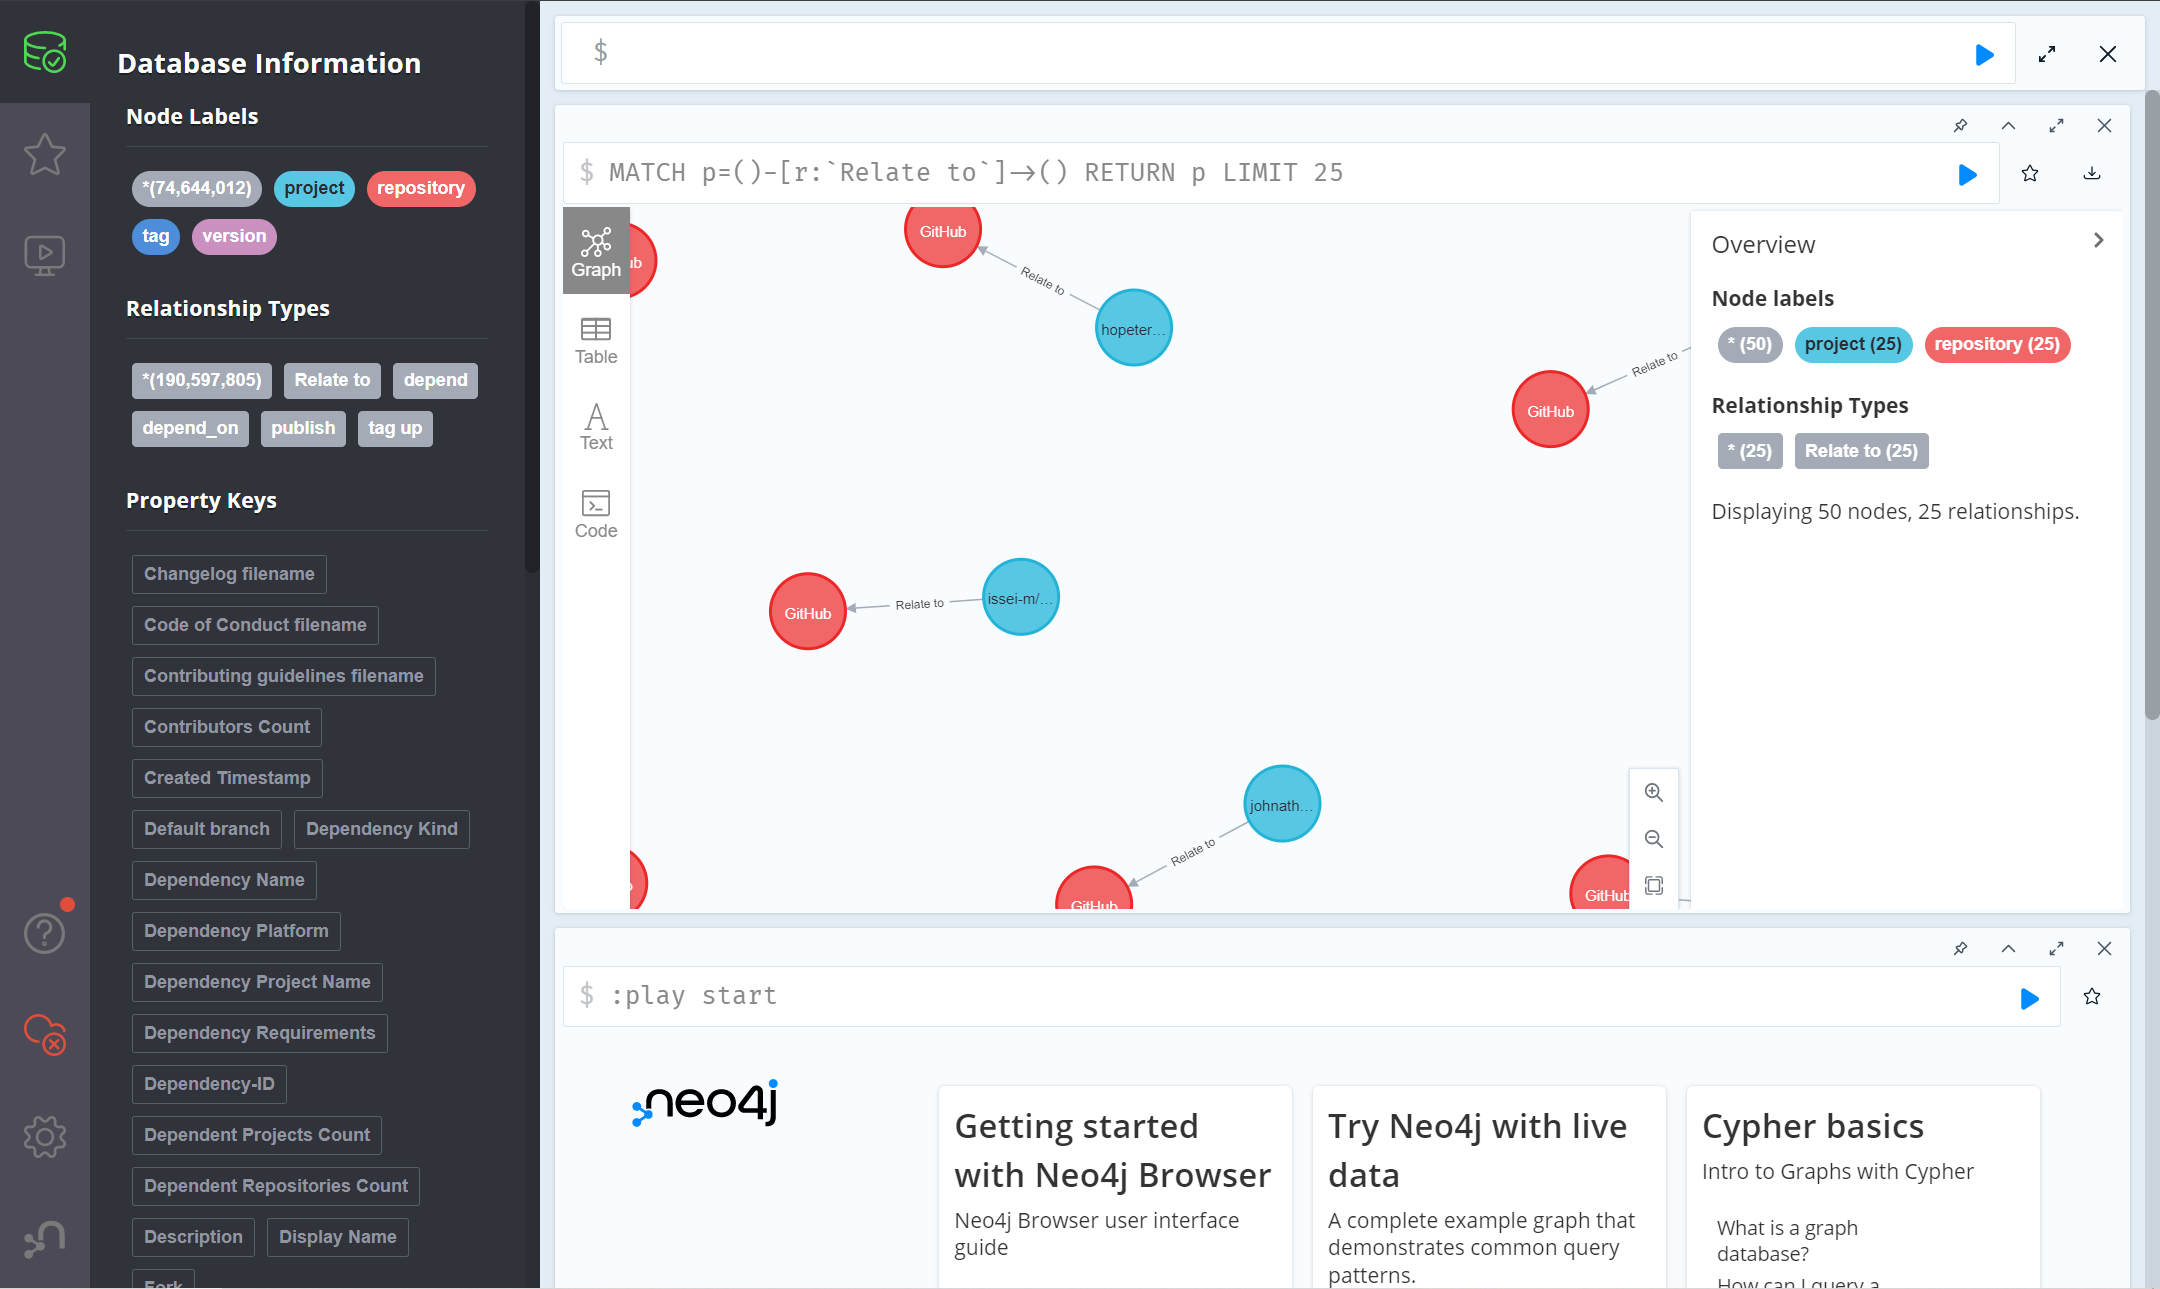 Database Information
Node Labels
*(74,644,012) project repository
tag version
Relationship Types
*(190,597,805) Relate to depend
depend_on publish tag up
Property Keys
Changelog filename
Code of Conduct filename
Contributing guidelines filename
Contributors Count
Created Timestamp
Default branch Dependency Kind
Dependency Name
Dependency Platform
Dependency Project Name
Dependency Requirements
Dependency-ID
Dependent Projects Count
Dependent Repositories Count
Description Display Name
Fork
$
$ MATCH p=()-[r:`Relate to`]->() RETURN p LIMIT 25
Graph
Table
Text
Code
ub
GitHub
Relate to
hopeter...
Relate to
GitHub
GitHub
Relate to
issei-m/...
johnath...
Relate to
GitHub
GitHub
Overview
Node labels
* (50) project (25) repository (25)
Relationship Types
* (25) Relate to (25)
Displaying 50 nodes, 25 relationships.
$ :play start
neo4j
Getting started
with Neo4j Browser
Neo4j Browser user interface
guide
Try Neo4j with live
data
A complete example graph that
demonstrates common query
patterns.
Cypher basics
Intro to Graphs with Cypher
What is a graph
database?
How can I query a